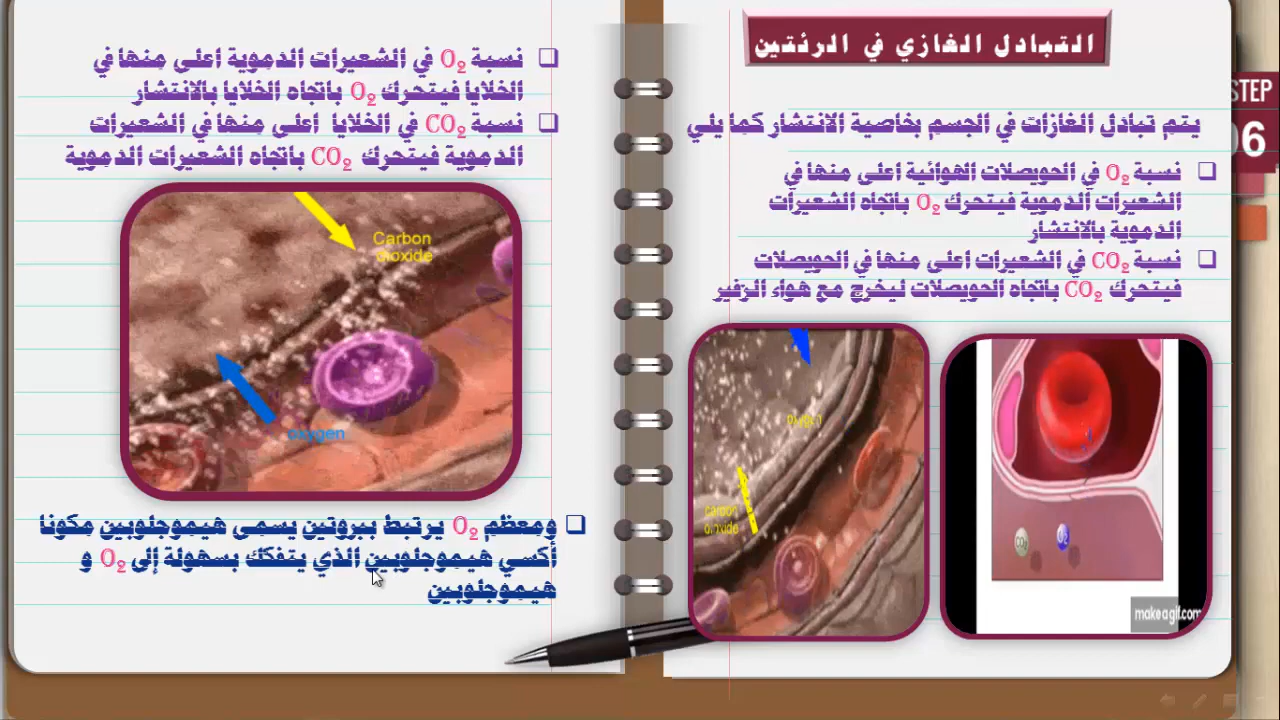 التبادل الغازي في الرئتين
STEP
06
يتم تبادل الغازات في الجسم بخاصية الانتشار كما يلي
نسبة O₂ في الحويصلات الهوائية اعلى منها في
الشعيرات الدموية فيتحرك O₂ باتجاه الشعيرات
الدموية بالانتشار
نسبة CO₂ في الشعيرات اعلى منها في الحويصلات
فيتحرك CO₂ باتجاه الحويصلات ليخرج مع هواء الزفير
carbon
dioxide
CO₂
O₂
makeagif.com
نسبة O₂ في الشعيرات الدموية اعلى منها في
الخلايا فيتحرك O₂ باتجاه الخلايا بالانتشار
نسبة CO₂ في الخلايا اعلى منها في الشعيرات
الدموية فيتحرك CO₂ باتجاه الشعيرات الدموية
Carbon
dioxide
oxygen
ومعظم O₂ يرتبط ببروتين يسمى هيموجلوبين مكونا
أكسي هيموجلوبين الذي يتفكك بسهولة إلى O₂ و
هيموجلوبين